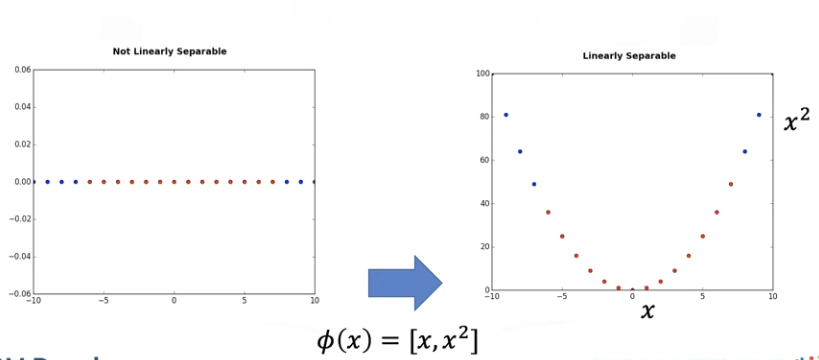 Not Linearly Separable
0.06
0.04
0.02
0.00
−0.02
−0.04
−0.06
−10 −5 0 5 10
Linearly Separable
100
80
60
40
20
0
−10 −5 0 5 10
x²
x
ϕ(x) = [x, x²]